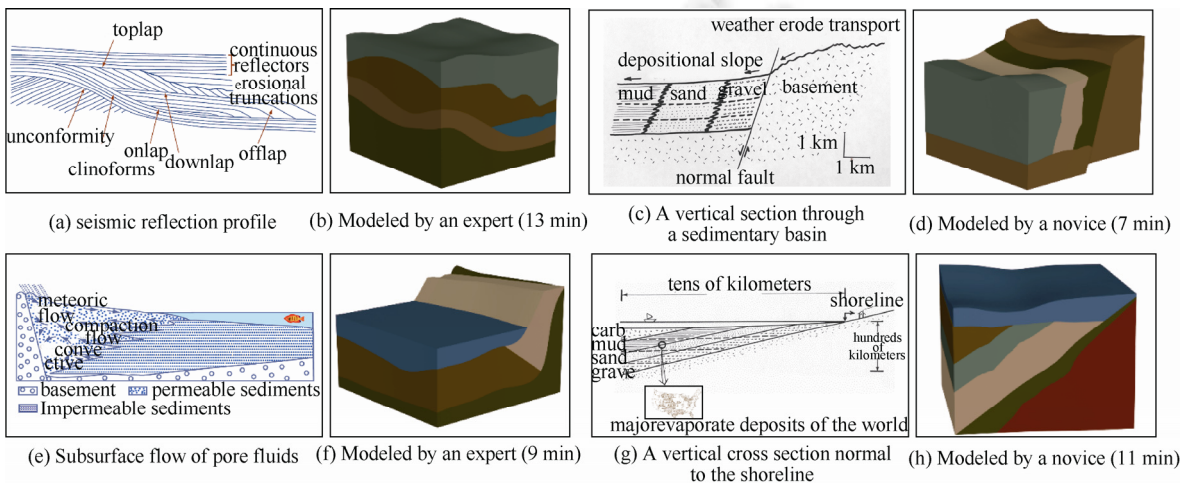 toplap
continuous
reflectors
erosional
truncations
unconformity
onlap
offlap
clinoforms
downlap
(a) seismic reflection profile
(b) Modeled by an expert (13 min)
weather erode transport
depositional slope
mud sand gravel basement
1 km
1 km
normal fault
(c) A vertical section through
a sedimentary basin
(d) Modeled by a novice (7 min)
meteoric
flow
compaction
flow
conve
ctive
basement
permeable sediments
Impermeable sediments
(e) Subsurface flow of pore fluids
(f) Modeled by an expert (9 min)
tens of kilometers
shoreline
carb
mud
sand
grave
hundreds
of
kilometers
majorevaporate deposits of the world
(g) A vertical cross section normal
to the shoreline
(h) Modeled by a novice (11 min)